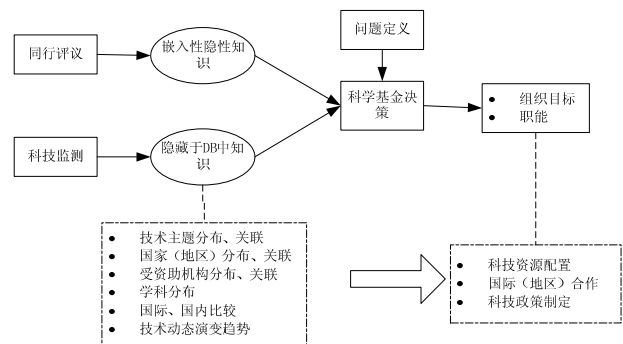 同行评议
嵌入性隐性知
识
问题定义
科学基金决
策
● 组织目标
● 职能
科技监测
隐藏于DB中知
识
● 技术主题分布、关联
● 国家（地区）分布、关联
● 受资助机构分布、关联
● 学科分布
● 国际、国内比较
● 技术动态演变趋势
● 科技资源配置
● 国际（地区）合作
● 科技政策制定